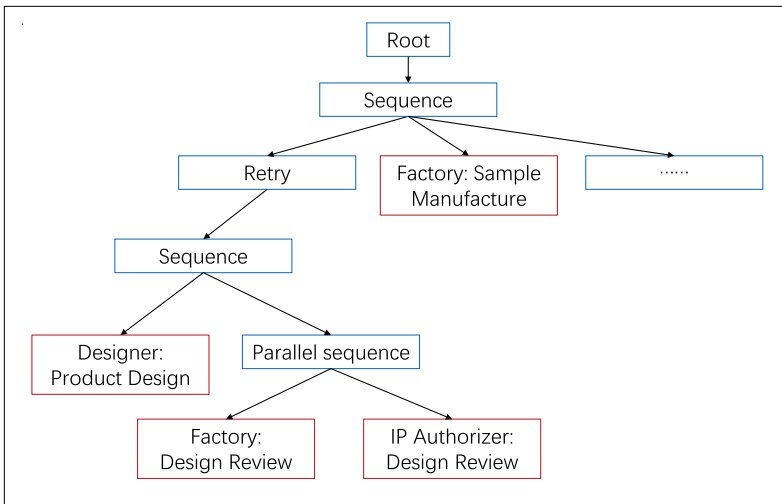 Root
Sequence
Retry
Factory: Sample
Manufacture
······
Sequence
Designer:
Product Design
Parallel sequence
Factory:
Design Review
IP Authorizer:
Design Review